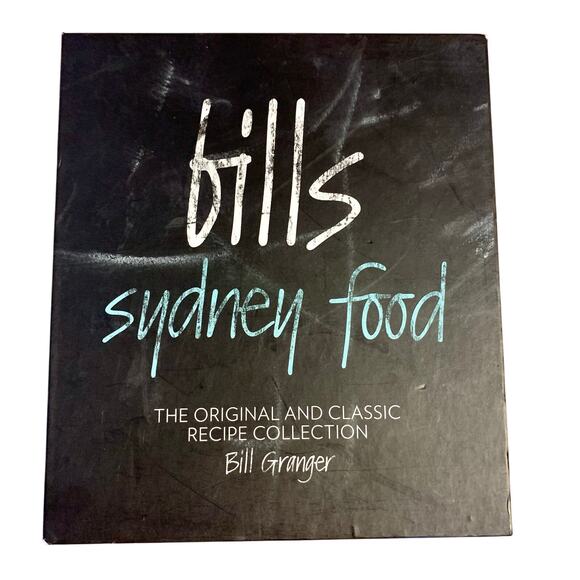 bills
sydney food
THE ORIGINAL AND CLASSIC
RECIPE COLLECTION
Bill Granger